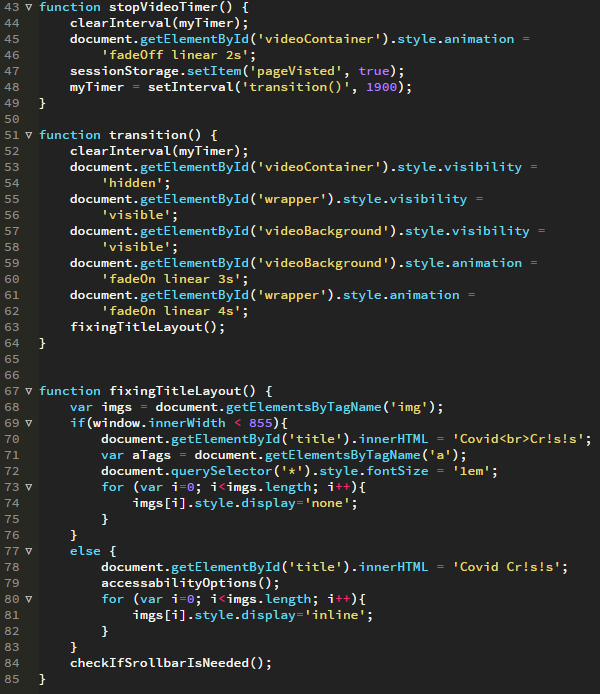 43 ▽ function stopVideoTimer() {
44 clearInterval(myTimer);
45 document.getElementById('videoContainer').style.animation =
46 'fadeOff linear 2s';
47 sessionStorage.setItem('pageVisted', true);
48 myTimer = setInterval('transition()', 1900);
49 }
50
51 ▽ function transition() {
52 clearInterval(myTimer);
53 document.getElementById('videoContainer').style.visibility =
54 'hidden';
55 document.getElementById('wrapper').style.visibility =
56 'visible';
57 document.getElementById('videoBackground').style.visibility =
58 'visible';
59 document.getElementById('videoBackground').style.animation =
60 'fadeOn linear 3s';
61 document.getElementById('wrapper').style.animation =
62 'fadeOn linear 4s';
63 fixingTitleLayout();
64 }
65
66
67 ▽ function fixingTitleLayout() {
68 var imgs = document.getElementsByTagName('img');
69 ▽ if(window.innerWidth < 855){
70 document.getElementById('title').innerHTML = 'Covid<br>Cr!s!s';
71 var aTags = document.getElementsByTagName('a');
72 document.querySelector('*').style.fontSize = '1em';
73 ▽ for (var i=0; i<imgs.length; i++){
74 imgs[i].style.display='none';
75 }
76 }
77 ▽ else {
78 document.getElementById('title').innerHTML = 'Covid Cr!s!s';
79 accessabilityOptions();
80 ▽ for (var i=0; i<imgs.length; i++){
81 imgs[i].style.display='inline';
82 }
83 }
84 checkIfSrollbarIsNeeded();
85 }